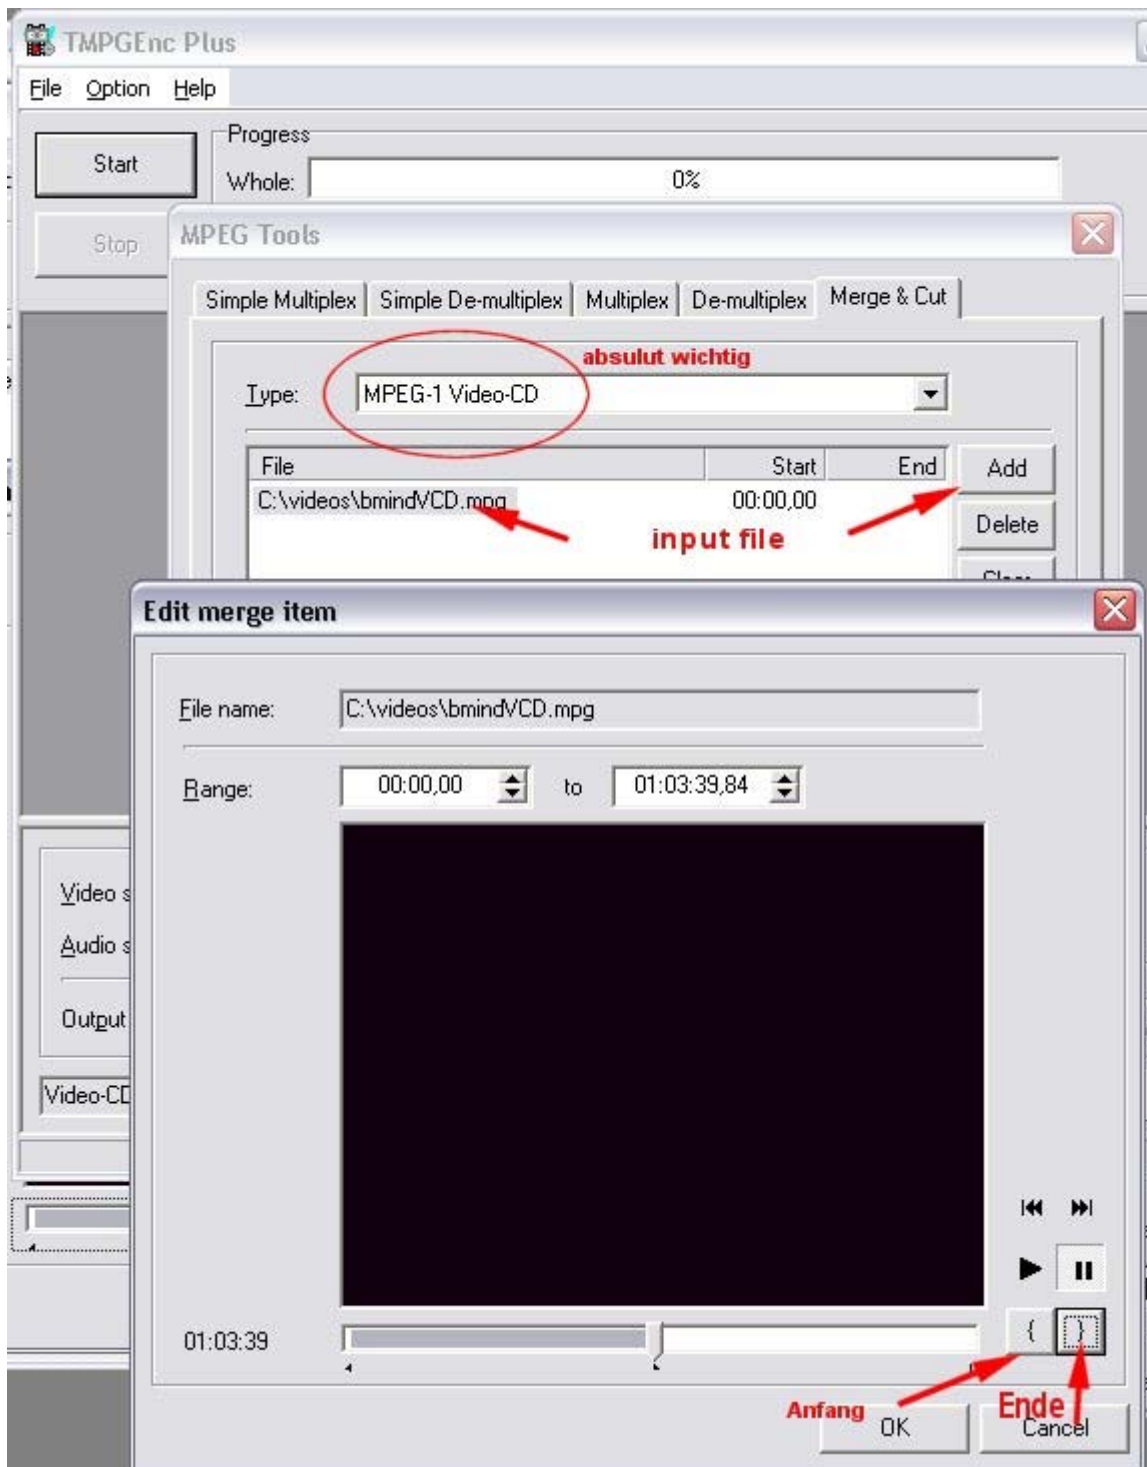 TMPGEnc Plus
File Option Help
Progress
Start
Whole: 0%
Stop
MPEG Tools
Simple Multiplex Simple De-multiplex Multiplex De-multiplex Merge & Cut
absulut wichtig
Type: MPEG-1 Video-CD
File Start End Add
C:\videos\bmindVCD.mpg 00:00,00
input file Delete
Clear
Edit merge item
File name: C:\videos\bmindVCD.mpg
Range: 00:00,00 to 01:03:39,84
Video s
Audio s
Output
Video-CD
01:03:39 { }
Anfang Ende
OK Cancel